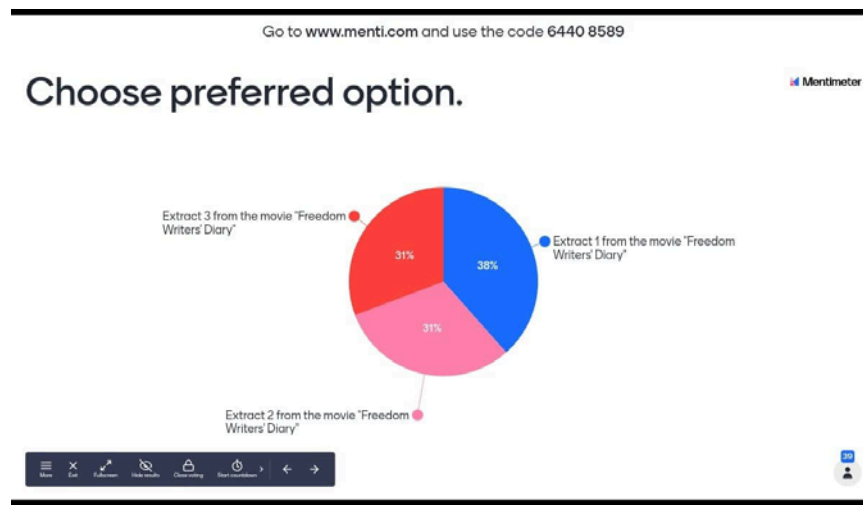 Go to www.menti.com and use the code 6440 8589
Mentimeter
Choose preferred option.
Extract 3 from the movie "Freedom
Writers' Diary"
31%
38%
Extract 1 from the movie "Freedom
Writers' Diary"
31%
Extract 2 from the movie "Freedom
Writers' Diary"
More Exit Fullscreen Hide results Close voting Start countdown
39